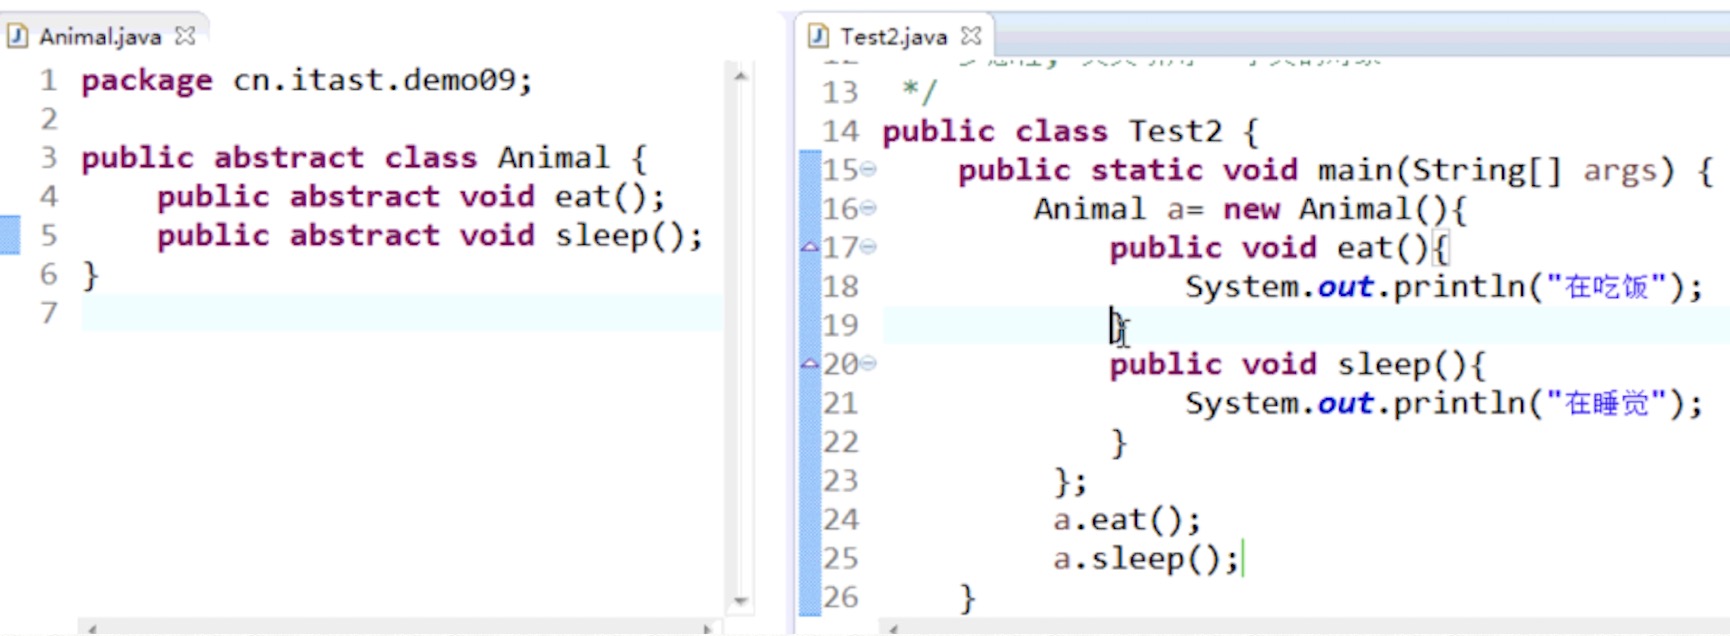 Animal.java
1 package cn.itast.demo09;
2
3 public abstract class Animal {
4 public abstract void eat();
5 public abstract void sleep();
6 }
7
Test2.java
13 */
14 public class Test2 {
15 public static void main(String[] args) {
16 Animal a= new Animal(){
17 public void eat(){
18 System.out.println("在吃饭");
19 }
20 public void sleep(){
21 System.out.println("在睡觉");
22 }
23 };
24 a.eat();
25 a.sleep();
26 }